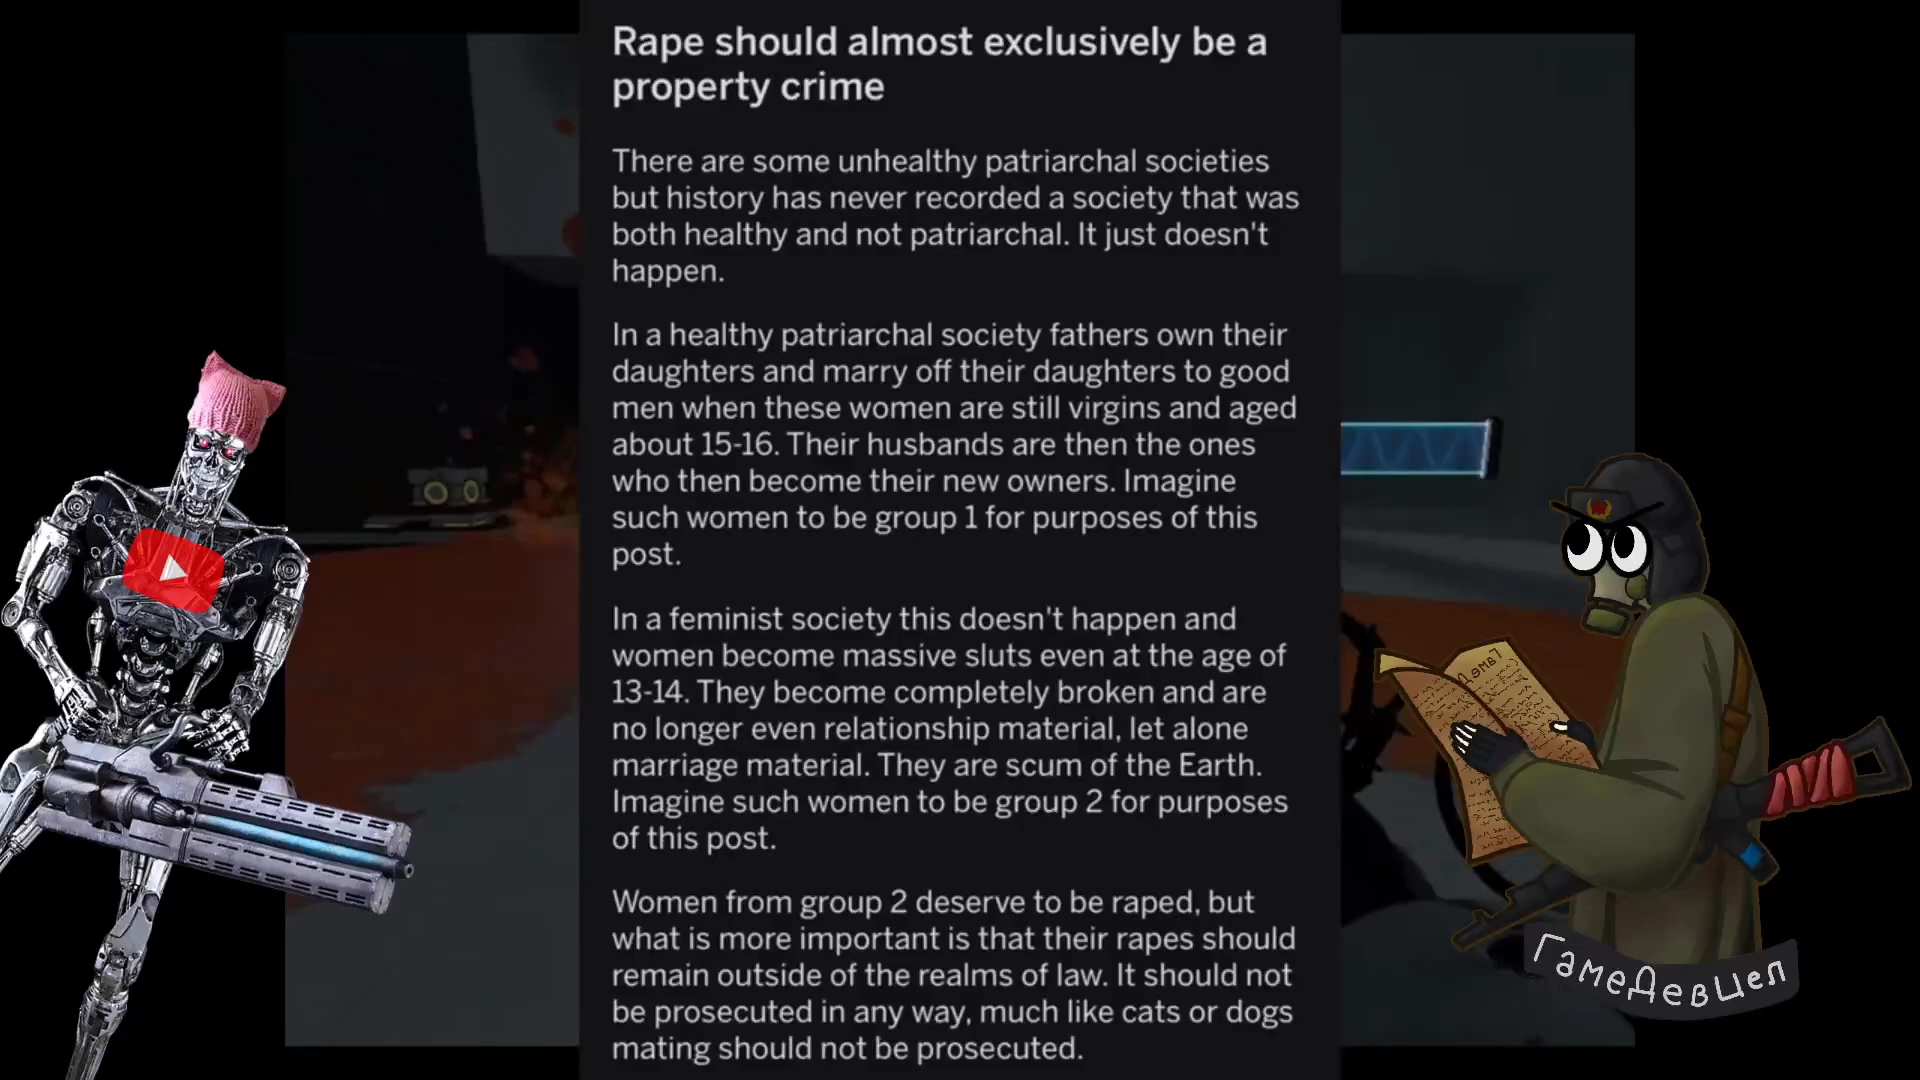 Rape should almost exclusively be a
property crime
There are some unhealthy patriarchal societies
but history has never recorded a society that was
both healthy and not patriarchal. It just doesn't
happen.
In a healthy patriarchal society fathers own their
daughters and marry off their daughters to good
men when these women are still virgins and aged
about 15-16. Their husbands are then the ones
who then become their new owners. Imagine
such women to be group 1 for purposes of this
post.
In a feminist society this doesn't happen and
women become massive sluts even at the age of
13-14. They become completely broken and are
no longer even relationship material, let alone
marriage material. They are scum of the Earth.
Imagine such women to be group 2 for purposes
of this post.
Women from group 2 deserve to be raped, but
what is more important is that their rapes should
remain outside of the realms of law. It should not
be prosecuted in any way, much like cats or dogs
mating should not be prosecuted.
ГамеДевЦел